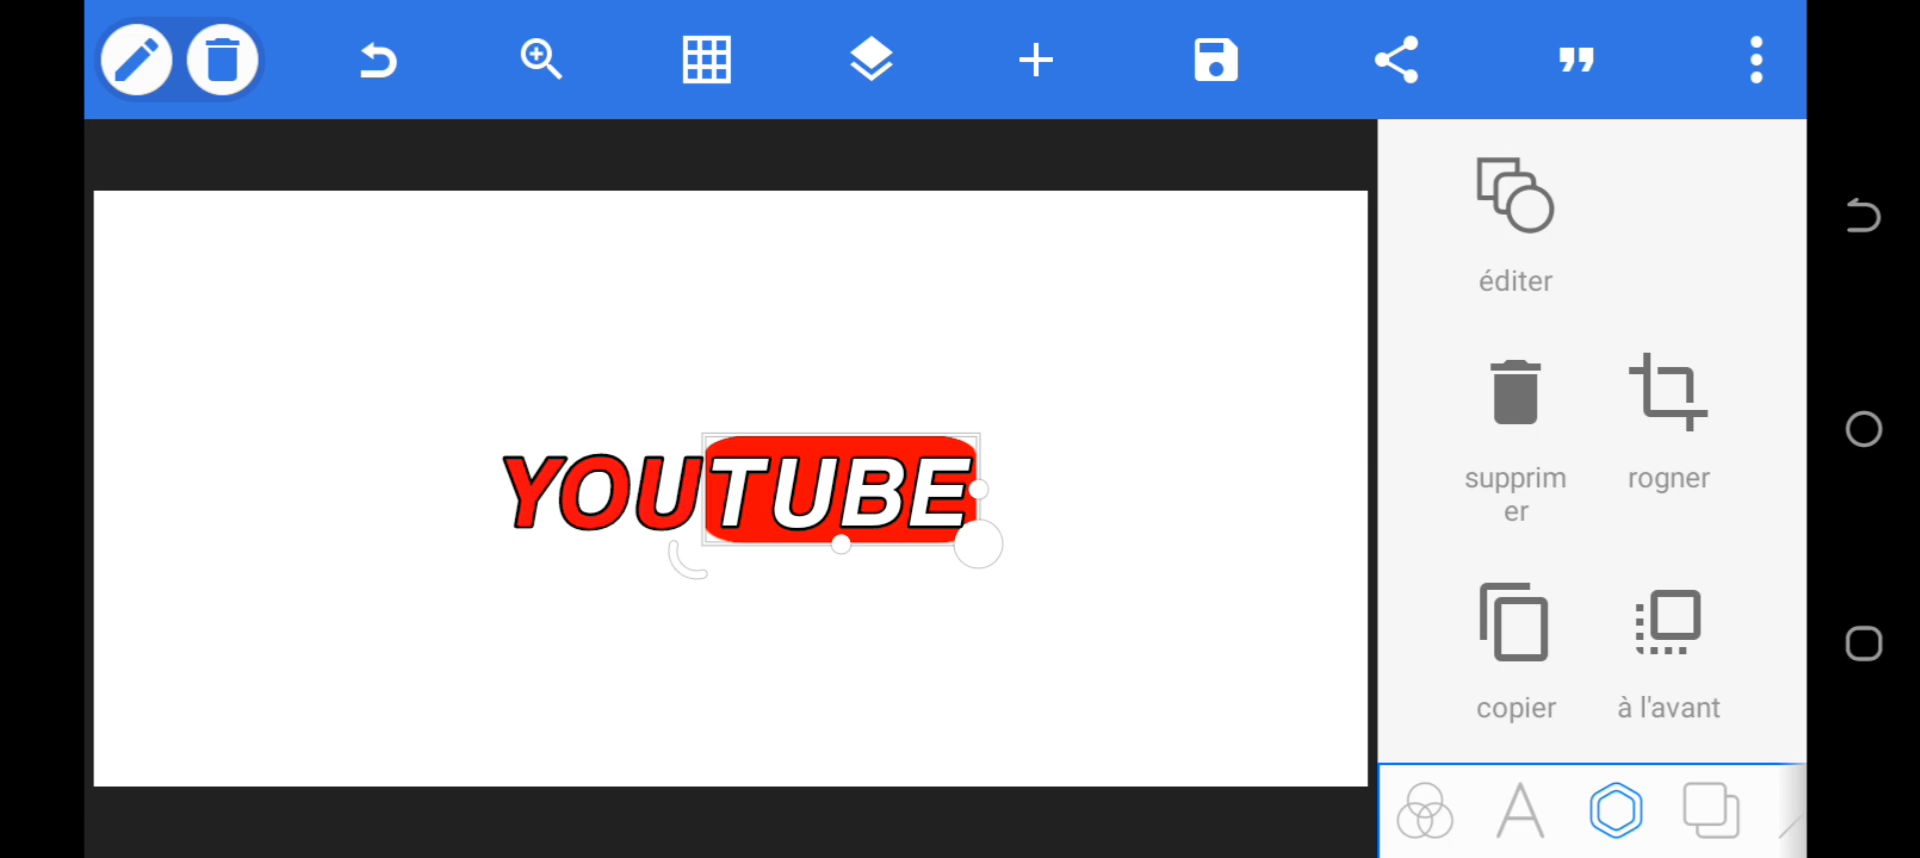 éditer
YOUTUBE
supprim
er
rogner
copier
à l'avant